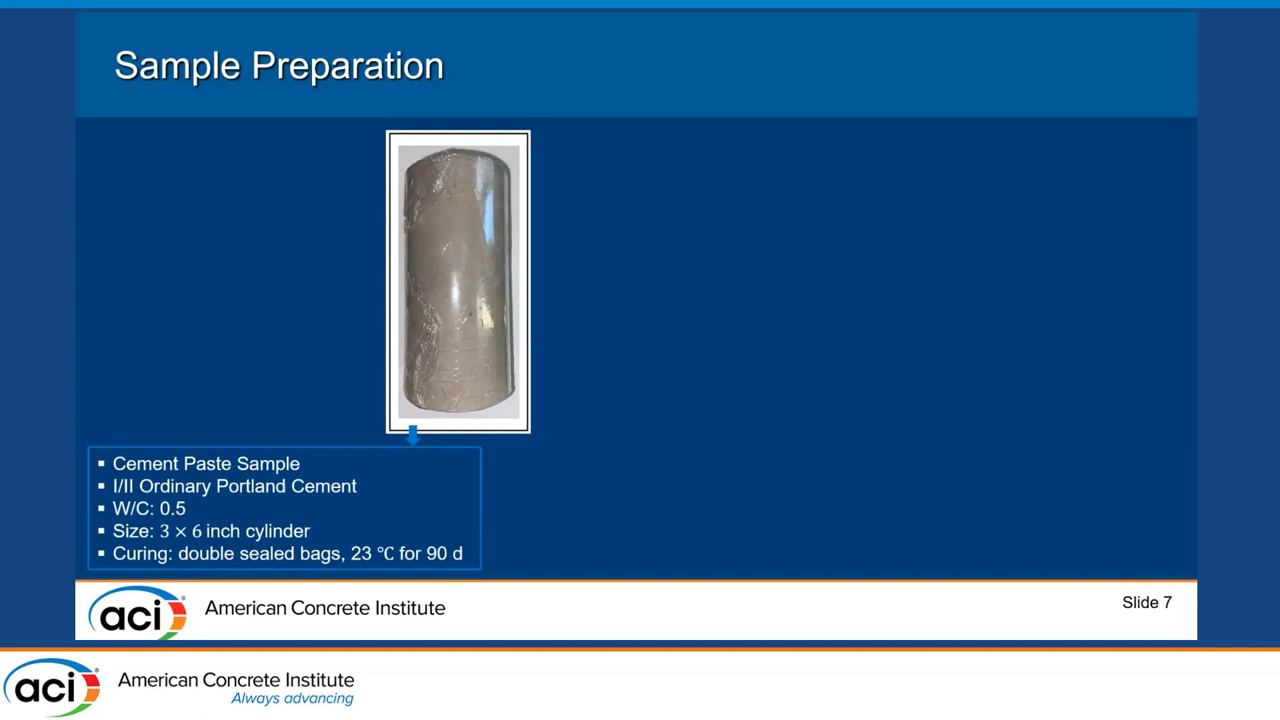 Sample Preparation
▪ Cement Paste Sample
▪ I/II Ordinary Portland Cement
▪ W/C: 0.5
▪ Size: 3 × 6 inch cylinder
▪ Curing: double sealed bags, 23 ℃ for 90 d
aci® American Concrete Institute
Slide 7
aci® American Concrete Institute
Always advancing